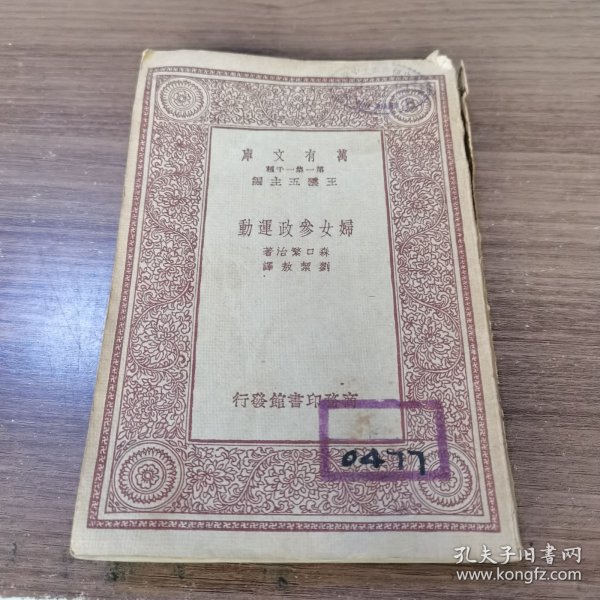 庫文有萬
種千一集一第
編主五雲王
動運政參女婦
著治繁口森
譯敖絜劉
行發館書印務商
0477
孔夫子旧書网
www.kongfz.com